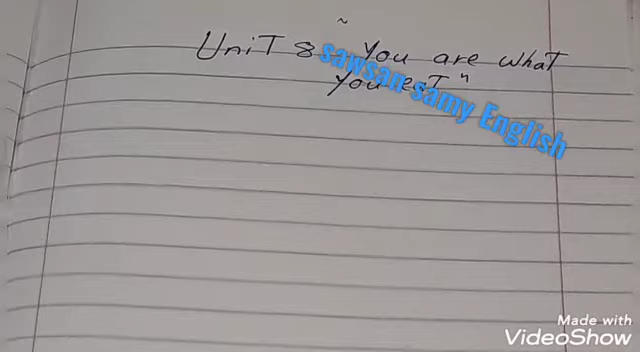 UniT 8 "You are what
You eaT"
sawsan samy English
Made with
VideoShow